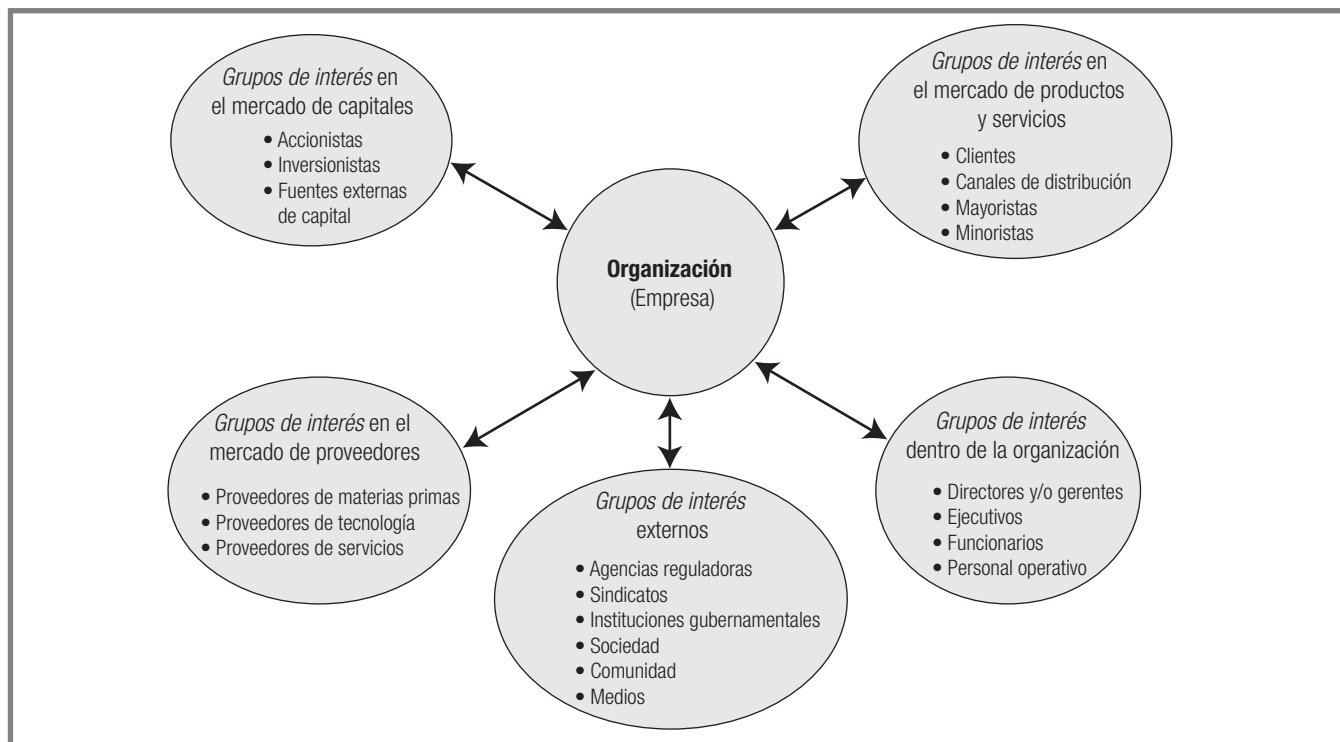 Grupos de interés en
el mercado de capitales
• Accionistas
• Inversionistas
• Fuentes externas
de capital
Grupos de interés en
el mercado de productos
y servicios
• Clientes
• Canales de distribución
• Mayoristas
• Minoristas
Organización
(Empresa)
Grupos de interés en el
mercado de proveedores
• Proveedores de materias primas
• Proveedores de tecnología
• Proveedores de servicios
Grupos de interés
externos
• Agencias reguladoras
• Sindicatos
• Instituciones gubernamentales
• Sociedad
• Comunidad
• Medios
Grupos de interés
dentro de la organización
• Directores y/o gerentes
• Ejecutivos
• Funcionarios
• Personal operativo